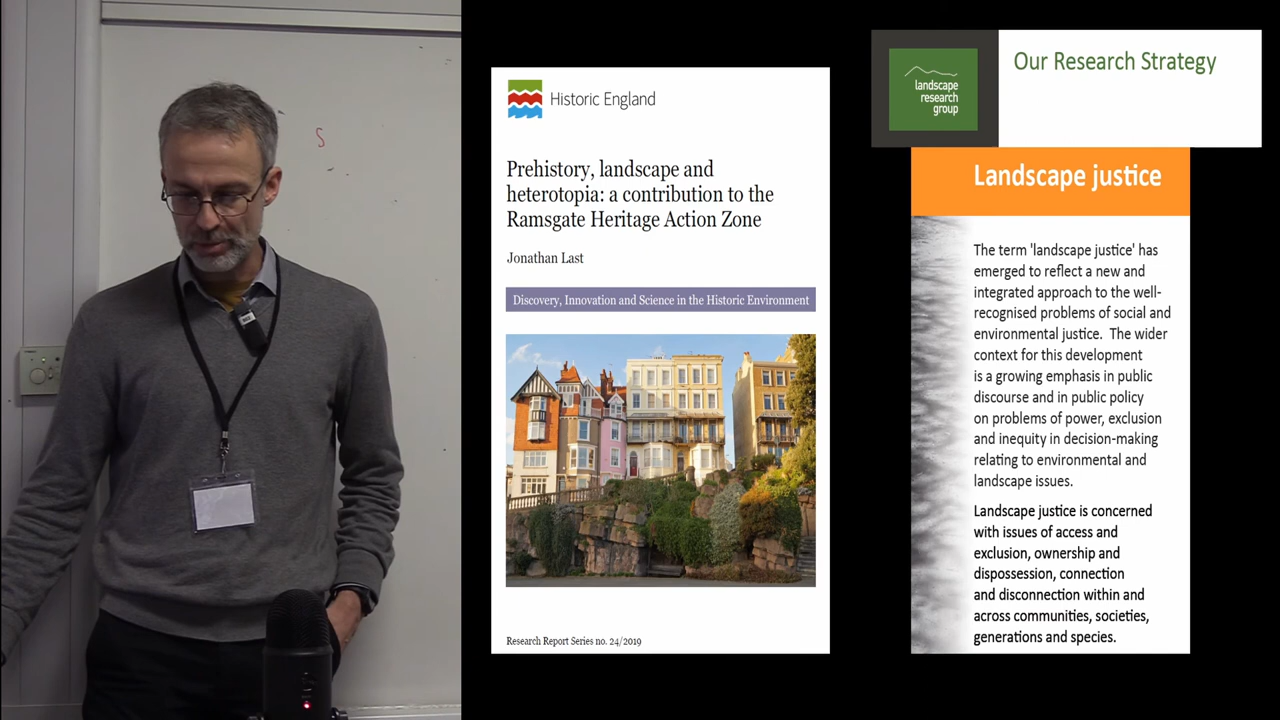 S
Historic England
Prehistory, landscape and
heterotopia: a contribution to the
Ramsgate Heritage Action Zone
Jonathan Last
Discovery, Innovation and Science in the Historic Environment
Research Report Series no. 24/2019
landscape
research
group
Our Research Strategy
Landscape justice
The term 'landscape justice' has
emerged to reflect a new and
integrated approach to the well-
recognised problems of social and
environmental justice. The wider
context for this development
is a growing emphasis in public
discourse and in public policy
on problems of power, exclusion
and inequity in decision-making
relating to environmental and
landscape issues.
Landscape justice is concerned
with issues of access and
exclusion, ownership and
dispossession, connection
and disconnection within and
across communities, societies,
generations and species.